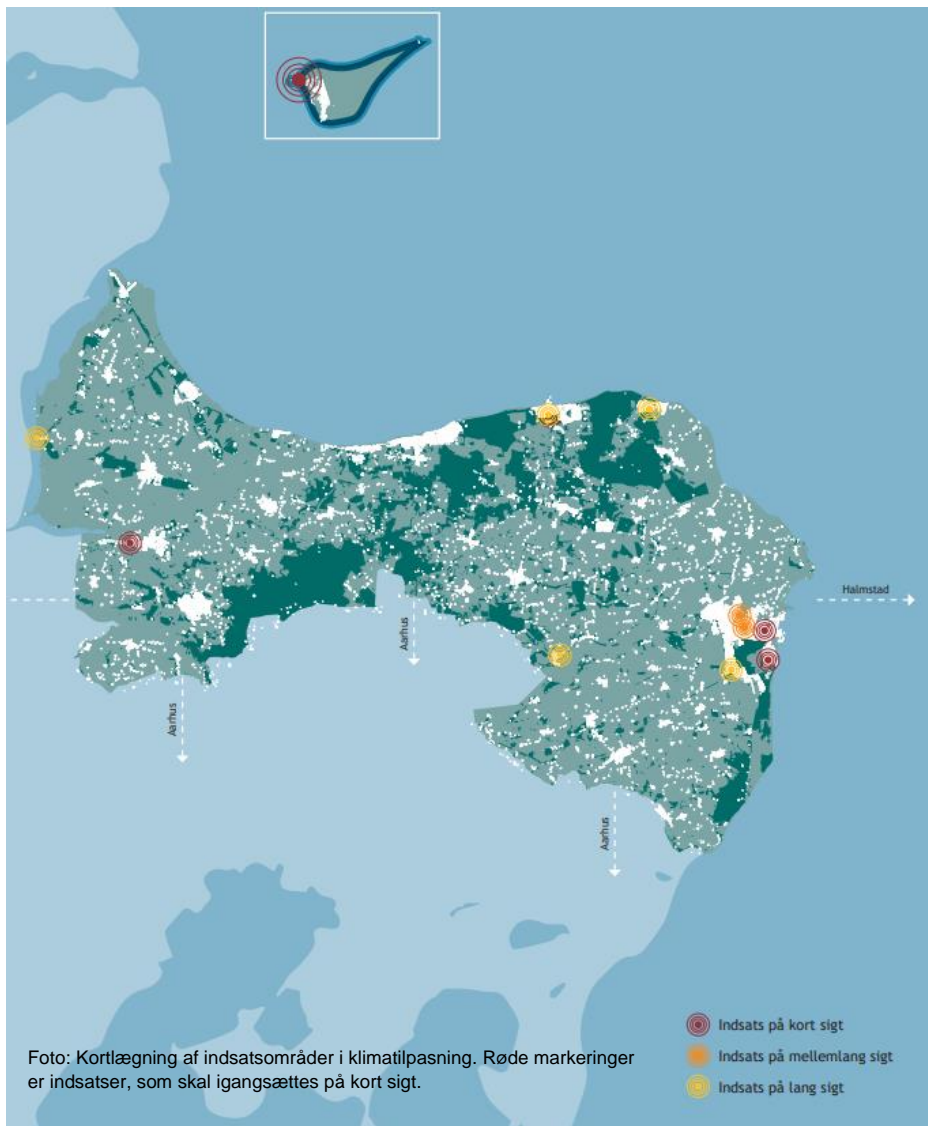 Halmstad
Aarhus
Aarhus
Aarhus
Indsats på kort sigt
Indsats på mellemlang sigt
Indsats på lang sigt
Foto: Kortlægning af indsatsområder i klimatilpasning. Røde markeringer
er indsatser, som skal igangsættes på kort sigt.